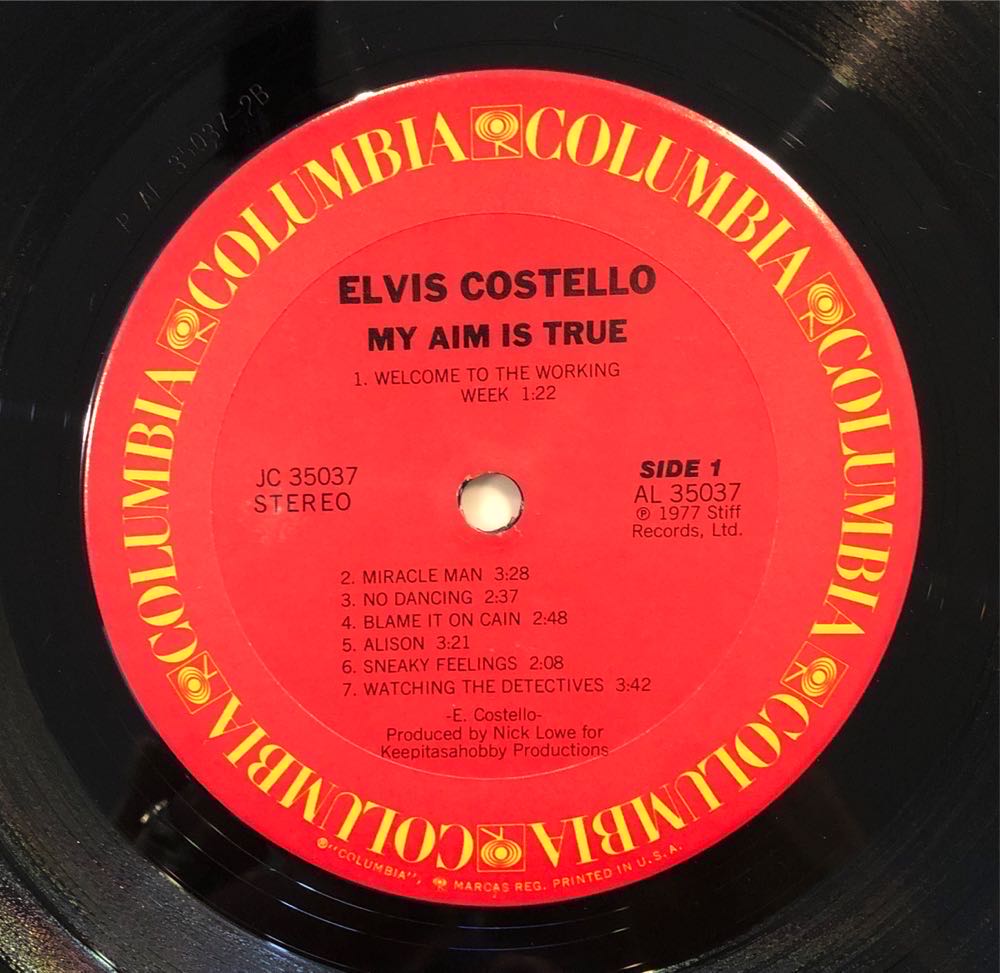 P AL 35037-2B
COLUMBIA COLUMBIA COLUMBIA COLUMBIA COLUMBIA COLUMBIA
ELVIS COSTELLO
MY AIM IS TRUE
1. WELCOME TO THE WORKING
WEEK 1:22
JC 35037
STEREO
SIDE 1
AL 35037
℗ 1977 Stiff
Records, Ltd.
2. MIRACLE MAN 3:28
3. NO DANCING 2:37
4. BLAME IT ON CAIN 2:48
5. ALISON 3:21
6. SNEAKY FEELINGS 2:08
7. WATCHING THE DETECTIVES 3:42
-E. Costello-
Produced by Nick Lowe for
Keepitasahobby Productions
®"COLUMBIA", MARCAS REG. PRINTED IN U.S.A.